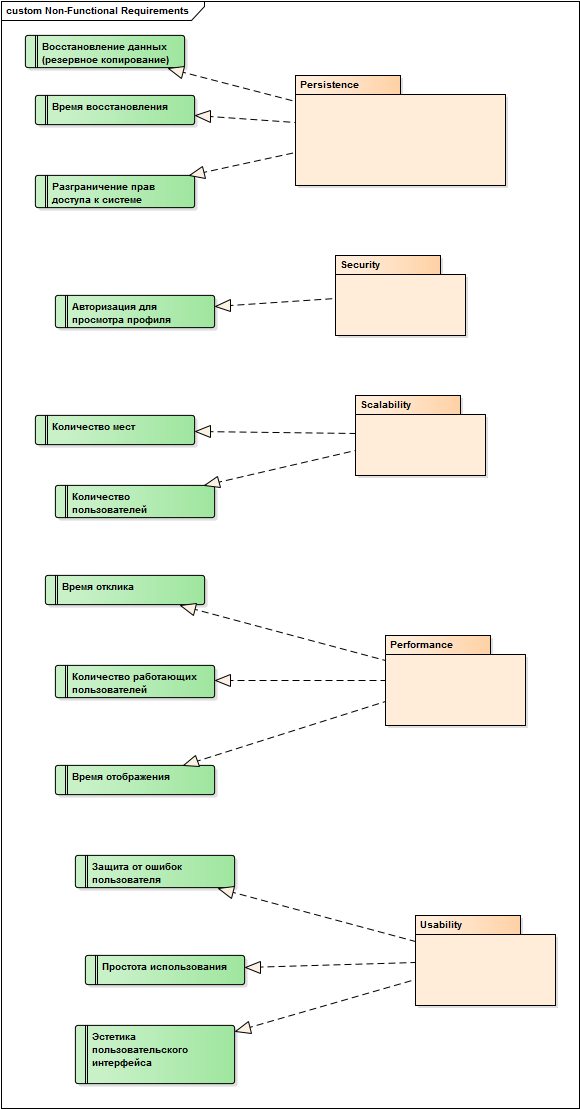 custom Non-Functional Requirements
Восстановление данных
(резервное копирование)
Persistence
Время восстановления
Разграничение прав
доступа к системе
Security
Авторизация для
просмотра профиля
Scalability
Количество мест
Количество
пользователей
Время отклика
Performance
Количество работающих
пользователей
Время отображения
Защита от ошибок
пользователя
Usability
Простота использования
Эстетика
пользовательского
интерфейса